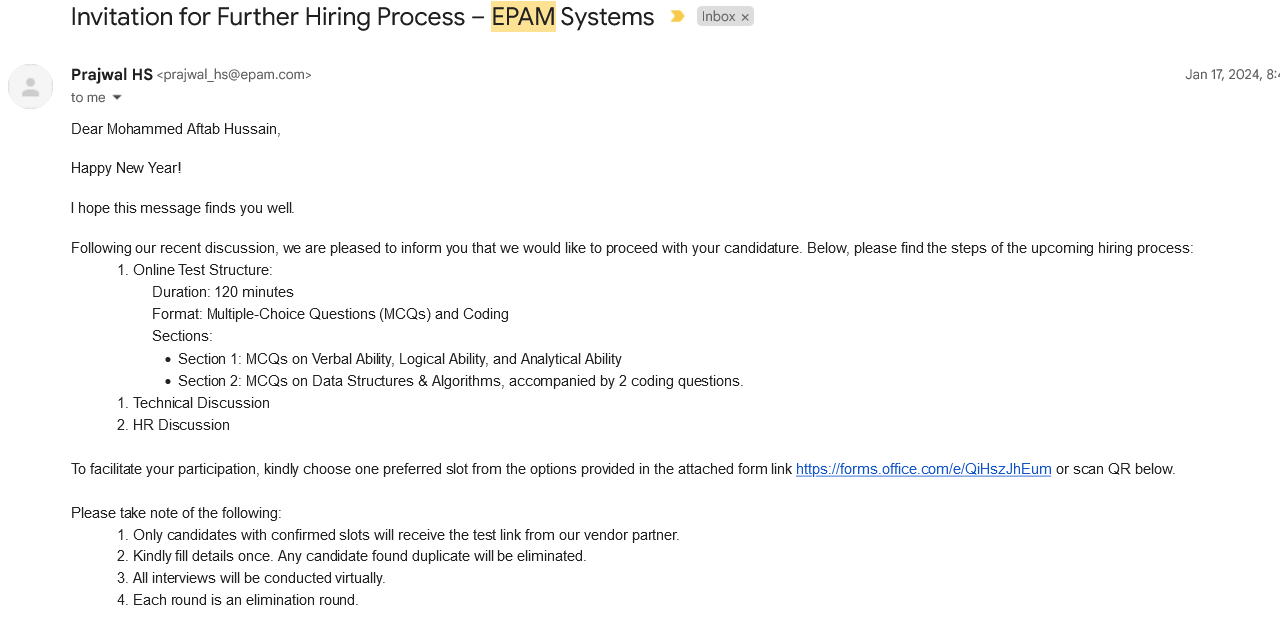 Invitation for Further Hiring Process – EPAM Systems Inbox ×
Prajwal HS <prajwal_hs@epam.com> Jan 17, 2024, 8:4
to me
Dear Mohammed Aftab Hussain,
Happy New Year!
I hope this message finds you well.
Following our recent discussion, we are pleased to inform you that we would like to proceed with your candidature. Below, please find the steps of the upcoming hiring process:
1. Online Test Structure:
Duration: 120 minutes
Format: Multiple-Choice Questions (MCQs) and Coding
Sections:
• Section 1: MCQs on Verbal Ability, Logical Ability, and Analytical Ability
• Section 2: MCQs on Data Structures & Algorithms, accompanied by 2 coding questions.
1. Technical Discussion
2. HR Discussion
To facilitate your participation, kindly choose one preferred slot from the options provided in the attached form link https://forms.office.com/e/QiHszJhEum or scan QR below.
Please take note of the following:
1. Only candidates with confirmed slots will receive the test link from our vendor partner.
2. Kindly fill details once. Any candidate found duplicate will be eliminated.
3. All interviews will be conducted virtually.
4. Each round is an elimination round.